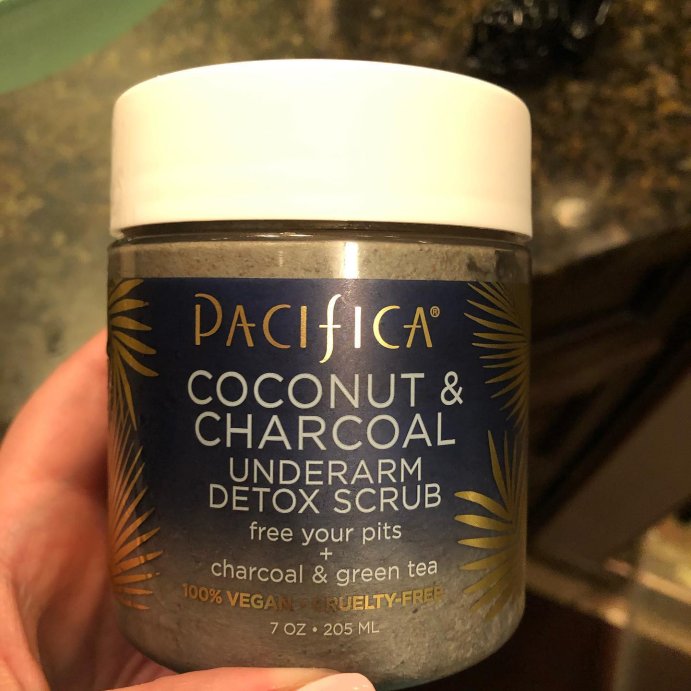 PACIFICA®
COCONUT &
CHARCOAL
UNDERARM
DETOX SCRUB
free your pits
+
charcoal & green tea
100% VEGAN • CRUELTY-FREE
7 OZ • 205 ML